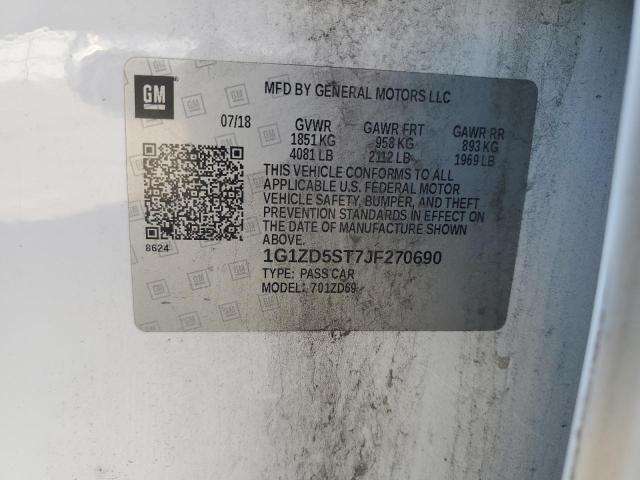 GM
MFD BY GENERAL MOTORS LLC
07/18 GVWR GAWR FRT GAWR RR
1851 KG 958 KG 893 KG
4081 LB 2112 LB 1969 LB
THIS VEHICLE CONFORMS TO ALL
APPLICABLE U.S. FEDERAL MOTOR
VEHICLE SAFETY, BUMPER, AND THEFT
PREVENTION STANDARDS IN EFFECT ON
THE DATE OF MANUFACTURE SHOWN
ABOVE.
8624
1G1ZD5ST7JF270690
TYPE: PASS CAR
MODEL: 701ZD69